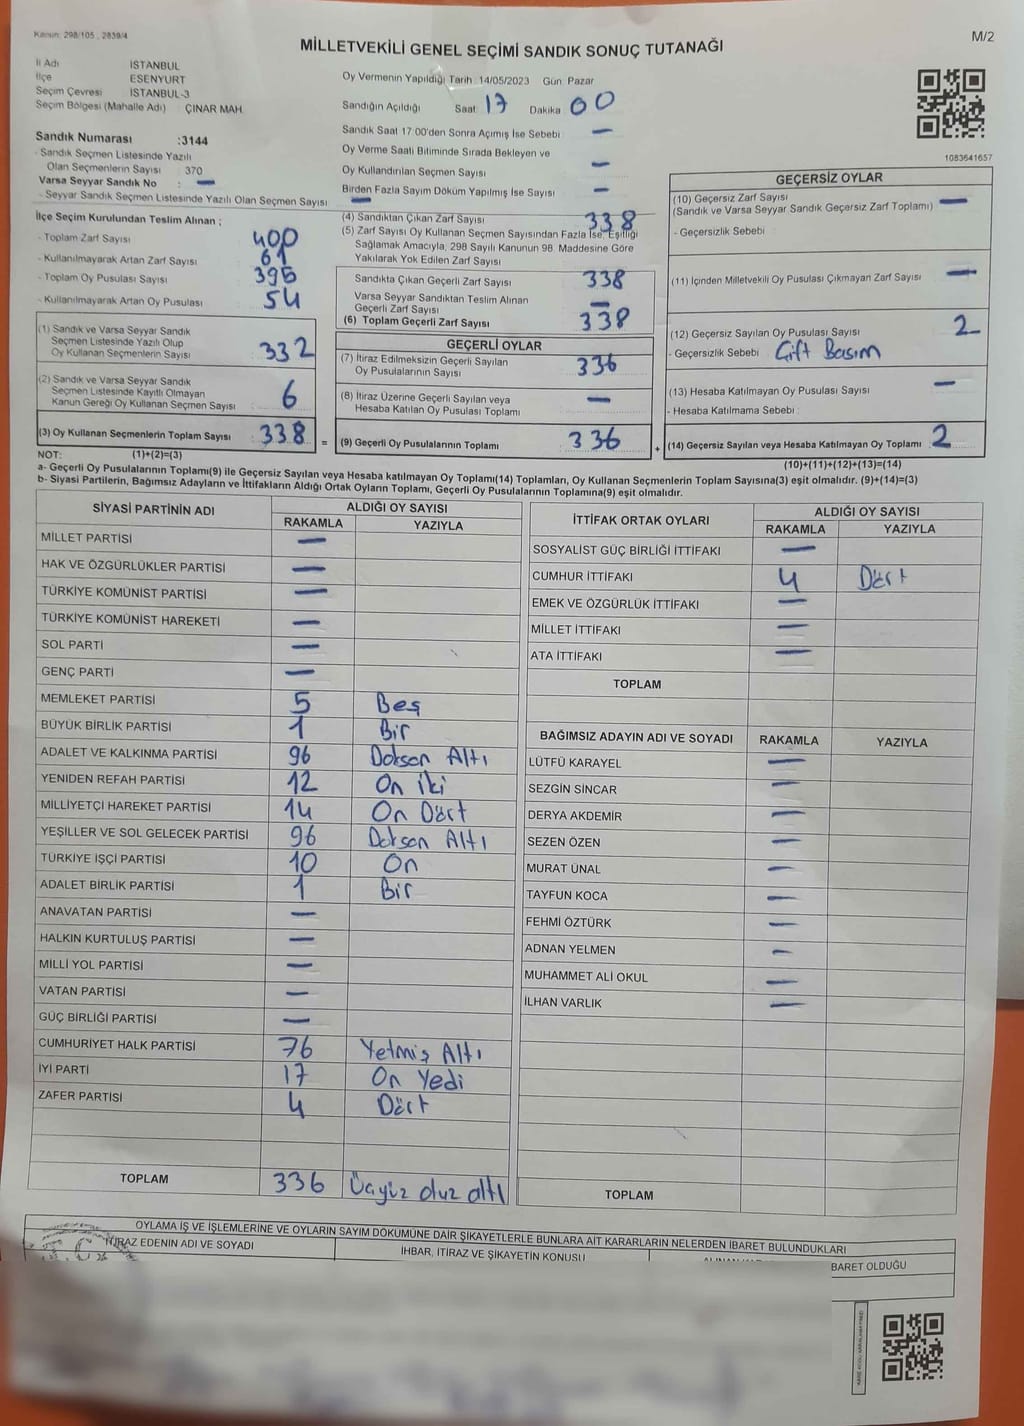 Kanun: 298/105 , 2839/4
M/2
MİLLETVEKİLİ GENEL SEÇİMİ SANDIK SONUÇ TUTANAĞI
İl Adı İSTANBUL
İlçe ESENYURT
Seçim Çevresi İSTANBUL-3
Seçim Bölgesi (Mahalle Adı) ÇINAR MAH.
Sandık Numarası :3144
- Sandık Seçmen Listesinde Yazılı
Olan Seçmenlerin Sayısı : 370
Varsa Seyyar Sandık No : —
- Seyyar Sandık Seçmen Listesinde Yazılı Olan Seçmen Sayısı —
Oy Vermenin Yapıldığı Tarih 14/05/2023 Gün Pazar
Sandığın Açıldığı Saat 17 Dakika 00
Sandık Saat 17:00'den Sonra Açımış İse Sebebi —
Oy Verme Saati Bitiminde Sırada Bekleyen ve
Oy Kullandırılan Seçmen Sayısı —
Birden Fazla Sayım Döküm Yapılmış İse Sayısı —
1083641657
İlçe Seçim Kurulundan Teslim Alınan ;
- Toplam Zarf Sayısı 400
- Kullanılmayarak Artan Zarf Sayısı 61
- Toplam Oy Pusulası Sayısı 395
- Kullanılmayarak Artan Oy Pusulası 54
(1) Sandık ve Varsa Seyyar Sandık
Seçmen Listesinde Yazılı Olup
Oy Kullanan Seçmenlerin Sayısı 332
(2) Sandık ve Varsa Seyyar Sandık
Seçmen Listesinde Kayıtlı Olmayan
Kanun Gereği Oy Kullanan Seçmen Sayısı 6
(3) Oy Kullanan Seçmenlerin Toplam Sayısı 338 =
(4) Sandıktan Çıkan Zarf Sayısı 338
(5) Zarf Sayısı Oy Kullanan Seçmen Sayısından Fazla İse, Eşitliği
Sağlamak Amacıyla, 298 Sayılı Kanunun 98. Maddesine Göre
Yakılarak Yok Edilen Zarf Sayısı
Sandıkta Çıkan Geçerli Zarf Sayısı 338
Varsa Seyyar Sandıktan Teslim Alınan
Geçerli Zarf Sayısı —
(6) Toplam Geçerli Zarf Sayısı 338
GEÇERLİ OYLAR
(7) İtiraz Edilmeksizin Geçerli Sayılan
Oy Pusulalarının Sayısı 336
(8) İtiraz Üzerine Geçerli Sayılan veya
Hesaba Katılan Oy Pusulası Toplamı —
(9) Geçerli Oy Pusulalarının Toplamı 336 +
GEÇERSİZ OYLAR
(10) Geçersiz Zarf Sayısı —
(Sandık ve Varsa Seyyar Sandık Geçersiz Zarf Toplamı)
- Geçersizlik Sebebi :
(11) İçinden Milletvekili Oy Pusulası Çıkmayan Zarf Sayısı —
(12) Geçersiz Sayılan Oy Pusulası Sayısı 2
- Geçersizlik Sebebi Çift Basım
(13) Hesaba Katılmayan Oy Pusulası Sayısı —
- Hesaba Katılmama Sebebi :
(14) Geçersiz Sayılan veya Hesaba Katılmayan Oy Toplamı 2
NOT: (1)+(2)=(3)
(10)+(11)+(12)+(13)=(14)
a- Geçerli Oy Pusulalarının Toplamı(9) ile Geçersiz Sayılan veya Hesaba katılmayan Oy Toplamı(14) Toplamları, Oy Kullanan Seçmenlerin Toplam Sayısına(3) eşit olmalıdır. (9)+(14)=(3)
b- Siyasi Partilerin, Bağımsız Adayların ve İttifakların Aldığı Ortak Oyların Toplamı, Geçerli Oy Pusulalarının Toplamına(9) eşit olmalıdır.
SİYASİ PARTİNİN ADI ALDIĞI OY SAYISI
RAKAMLA YAZIYLA
MİLLET PARTİSİ —
HAK VE ÖZGÜRLÜKLER PARTİSİ —
TÜRKİYE KOMÜNİST PARTİSİ —
TÜRKİYE KOMÜNİST HAREKETİ —
SOL PARTİ —
GENÇ PARTİ —
MEMLEKET PARTİSİ 5 Beş
BÜYÜK BİRLİK PARTİSİ 1 Bir
ADALET VE KALKINMA PARTİSİ 96 Doksan Altı
YENİDEN REFAH PARTİSİ 12 On iki
MİLLİYETÇİ HAREKET PARTİSİ 14 On Dört
YEŞİLLER VE SOL GELECEK PARTİSİ 96 Doksan Altı
TÜRKİYE İŞÇİ PARTİSİ 10 On
ADALET BİRLİK PARTİSİ 1 Bir
ANAVATAN PARTİSİ —
HALKIN KURTULUŞ PARTİSİ —
MİLLİ YOL PARTİSİ —
VATAN PARTİSİ —
GÜÇ BİRLİĞİ PARTİSİ —
CUMHURİYET HALK PARTİSİ 76 Yetmiş Altı
İYİ PARTİ 17 On Yedi
ZAFER PARTİSİ 4 Dört
TOPLAM 336 Üçyüz otuz altı
İTTİFAK ORTAK OYLARI ALDIĞI OY SAYISI
RAKAMLA YAZIYLA
SOSYALİST GÜÇ BİRLİĞİ İTTİFAKI —
CUMHUR İTTİFAKI 4 Dört
EMEK VE ÖZGÜRLÜK İTTİFAKI —
MİLLET İTTİFAKI —
ATA İTTİFAKI —
TOPLAM
BAĞIMSIZ ADAYIN ADI VE SOYADI RAKAMLA YAZIYLA
LÜTFÜ KARAYEL —
SEZGİN SİNCAR —
DERYA AKDEMİR —
SEZEN ÖZEN —
MURAT ÜNAL —
TAYFUN KOCA —
FEHMİ ÖZTÜRK —
ADNAN YELMEN —
MUHAMMET ALİ OKUL —
İLHAN VARLIK —
TOPLAM
OYLAMA İŞ VE İŞLEMLERİNE VE OYLARIN SAYIM DÖKÜMÜNE DAİR ŞİKAYETLERLE BUNLARA AİT KARARLARIN NELERDEN İBARET BULUNDUKLARI
İTİRAZ EDENİN ADI VE SOYADI İHBAR, İTİRAZ VE ŞİKAYETİN KONUSU BARET OLDUĞU
T.C.